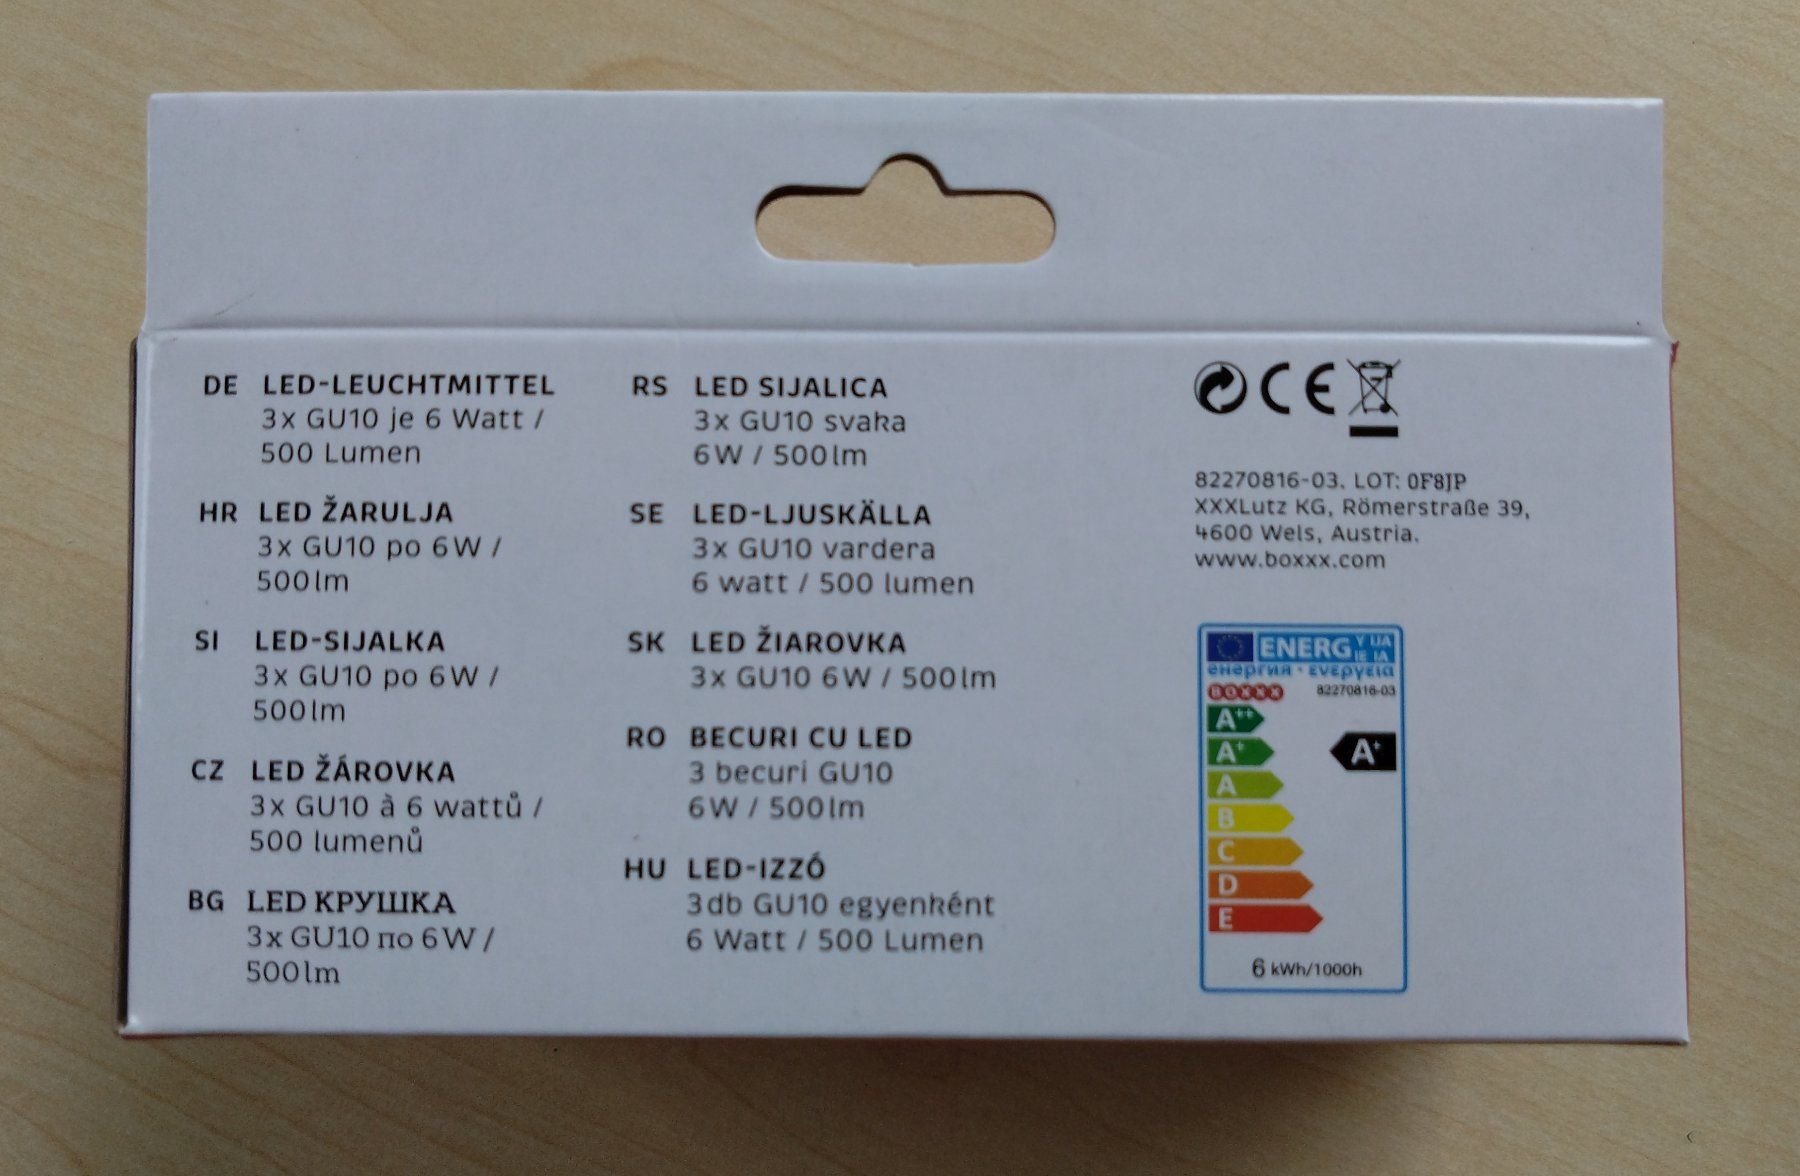 DE LED-LEUCHTMITTEL
3x GU10 je 6 Watt /
500 Lumen
HR LED ŽARULJA
3x GU10 po 6W /
500lm
SI LED-SIJALKA
3x GU10 po 6W /
500lm
CZ LED ŽÁROVKA
3x GU10 à 6 wattů /
500 lumenů
BG LED КРУШКА
3x GU10 по 6W /
500lm
RS LED SIJALICA
3x GU10 svaka
6W / 500lm
SE LED-LJUSKÄLLA
3x GU10 vardera
6 watt / 500 lumen
SK LED ŽIAROVKA
3x GU10 6W / 500lm
RO BECURI CU LED
3 becuri GU10
6W / 500lm
HU LED-IZZÓ
3db GU10 egyenként
6 Watt / 500 Lumen
CE
82270816-03. LOT: 0F8JP
XXXLutz KG, Römerstraße 39,
4600 Wels, Austria.
www.boxxx.com
ENERG Y IJA
IE IA
енергия · ενεργεια
BOXXX 82270816-03
A++
A+ A+
A
B
C
D
E
6 kWh/1000h